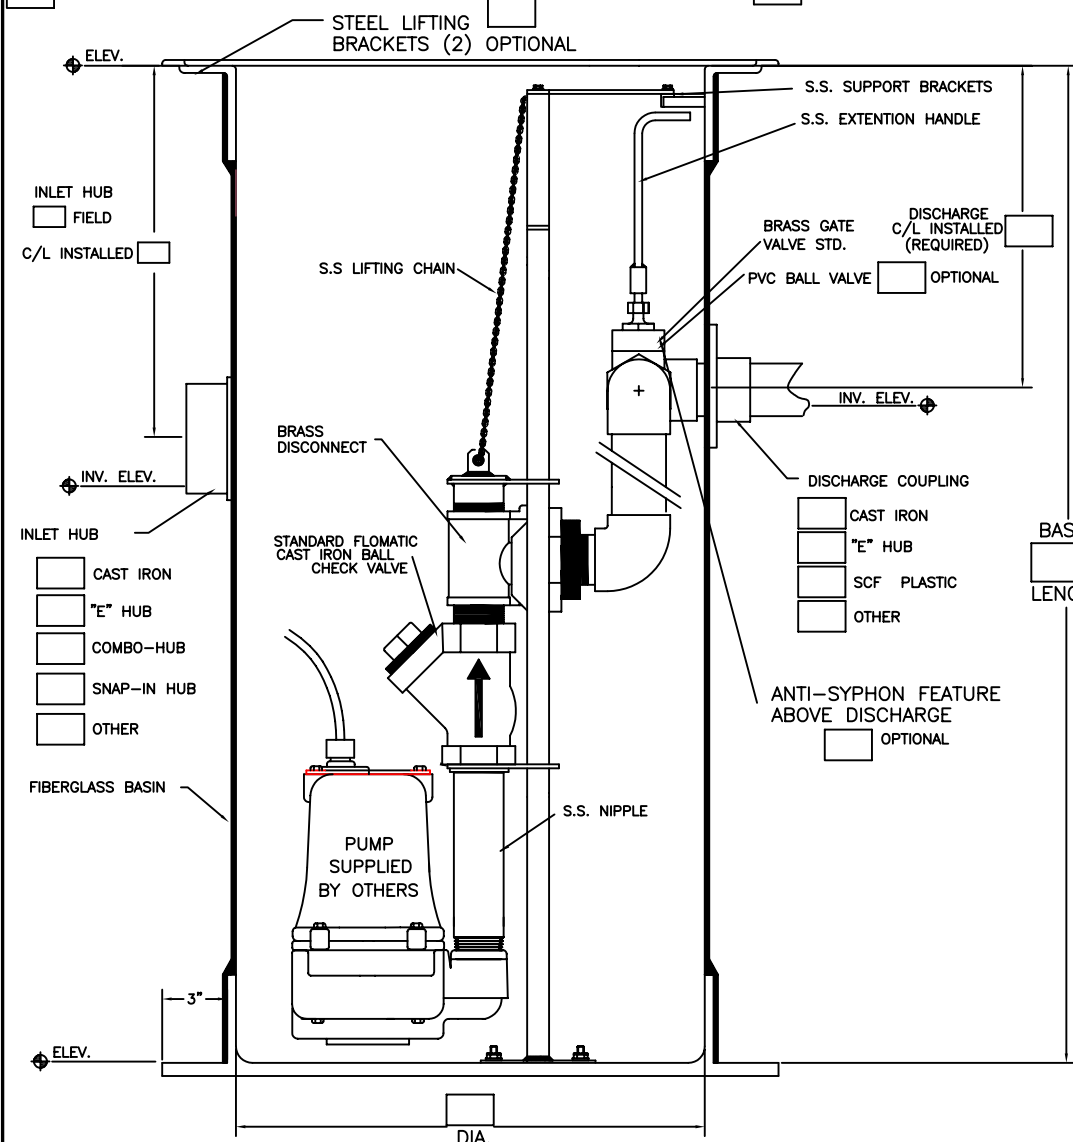 STEEL LIFTING
BRACKETS (2) OPTIONAL
ELEV.
S.S. SUPPORT BRACKETS
S.S. EXTENTION HANDLE
INLET HUB
FIELD
C/L INSTALLED
S.S LIFTING CHAIN
BRASS GATE
VALVE STD.
PVC BALL VALVE
OPTIONAL
DISCHARGE
C/L INSTALLED
(REQUIRED)
INV. ELEV.
BRASS
DISCONNECT
INV. ELEV.
DISCHARGE COUPLING
CAST IRON
"E" HUB
SCF PLASTIC
OTHER
INLET HUB
CAST IRON
"E" HUB
COMBO-HUB
SNAP-IN HUB
OTHER
STANDARD FLOMATIC
CAST IRON BALL
CHECK VALVE
BAS
LENG
ANTI-SYPHON FEATURE
ABOVE DISCHARGE
OPTIONAL
FIBERGLASS BASIN
S.S. NIPPLE
PUMP
SUPPLIED
BY OTHERS
3"
ELEV.
DIA